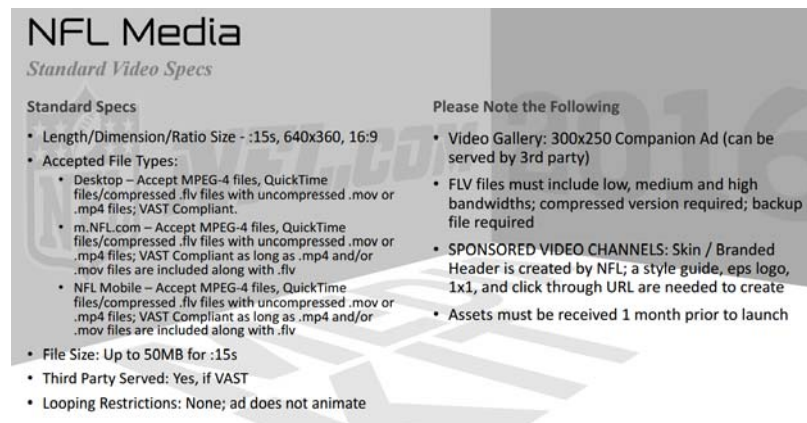 NFL Media
Standard Video Specs
Standard Specs
• Length/Dimension/Ratio Size - :15s, 640x360, 16:9
• Accepted File Types:
• Desktop – Accept MPEG-4 files, QuickTime
files/compressed .flv files with uncompressed .mov or
.mp4 files; VAST Compliant.
• m.NFL.com – Accept MPEG-4 files, QuickTime
files/compressed .flv files with uncompressed .mov or
.mp4 files; VAST Compliant as long as .mp4 and/or
.mov files are included along with .flv
• NFL Mobile – Accept MPEG-4 files, QuickTime
files/compressed .flv files with uncompressed .mov or
.mp4 files; VAST Compliant as long as .mp4 and/or
.mov files are included along with .flv
• File Size: Up to 50MB for :15s
• Third Party Served: Yes, if VAST
• Looping Restrictions: None; ad does not animate
Please Note the Following
• Video Gallery: 300x250 Companion Ad (can be
served by 3rd party)
• FLV files must include low, medium and high
bandwidths; compressed version required; backup
file required
• SPONSORED VIDEO CHANNELS: Skin / Branded
Header is created by NFL; a style guide, eps logo,
1x1, and click through URL are needed to create
• Assets must be received 1 month prior to launch
NFL.COM
2016